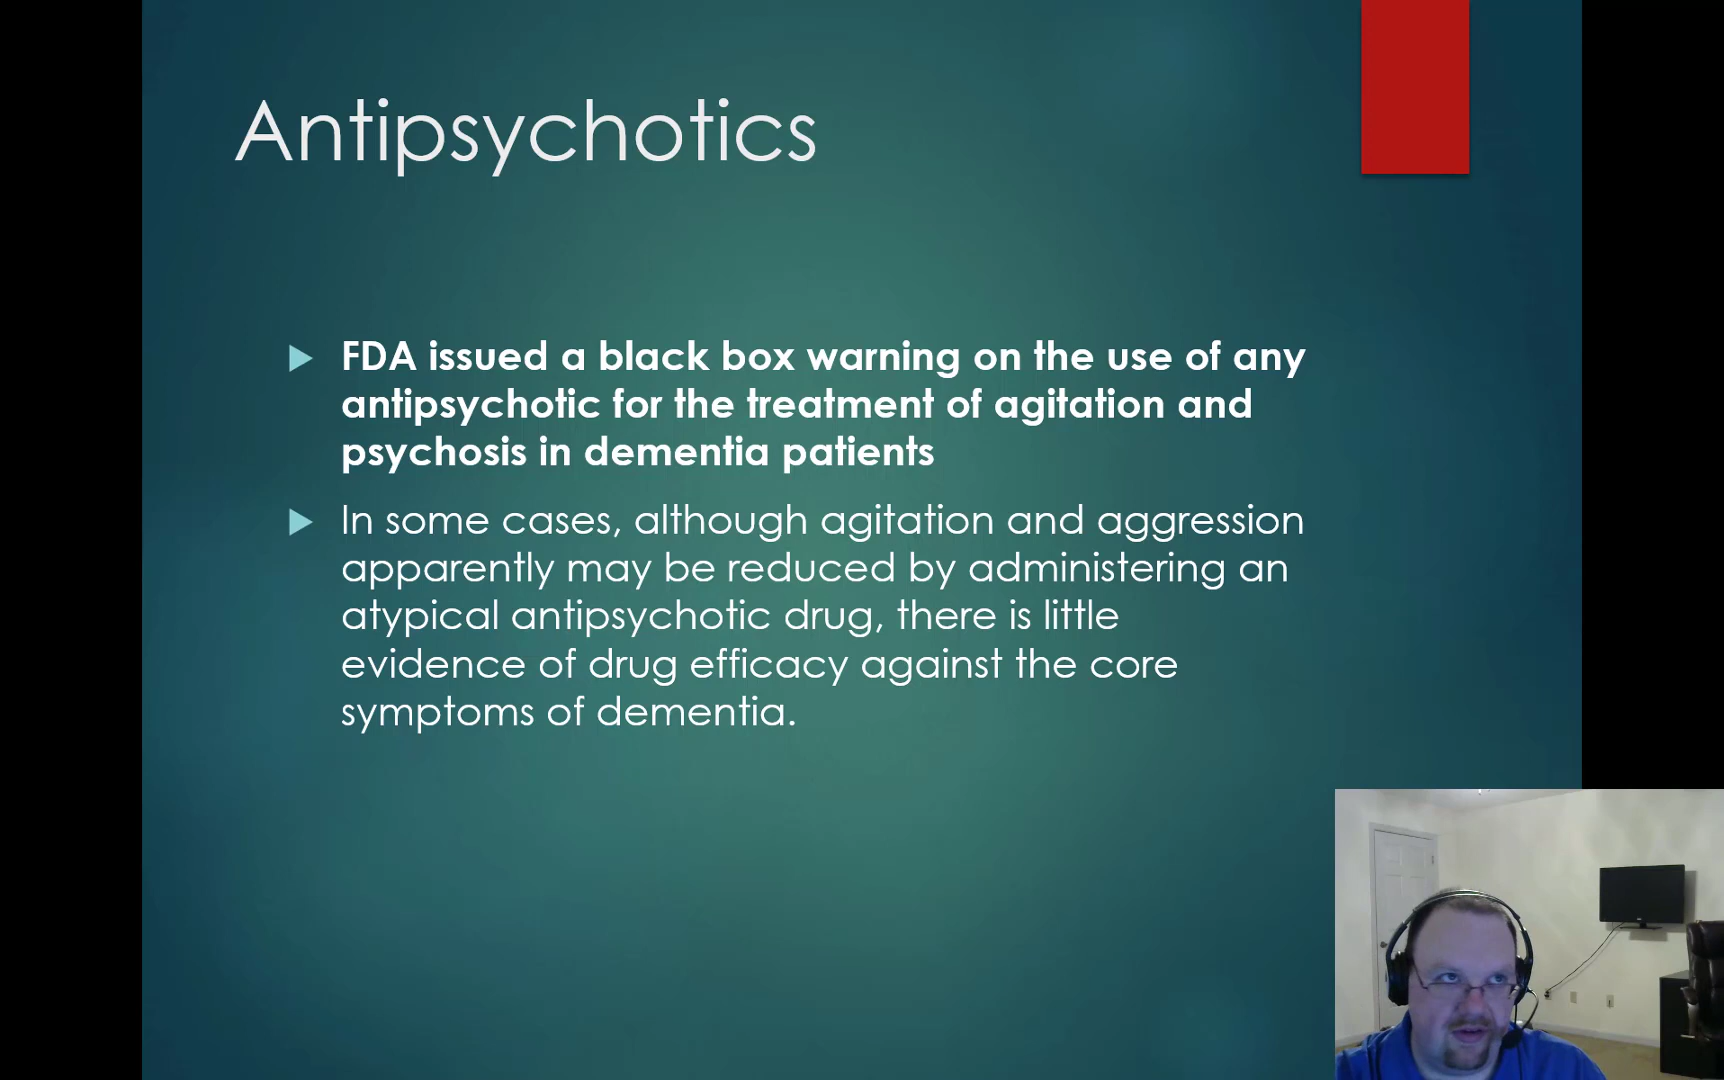 Antipsychotics
FDA issued a black box warning on the use of any
antipsychotic for the treatment of agitation and
psychosis in dementia patients
In some cases, although agitation and aggression
apparently may be reduced by administering an
atypical antipsychotic drug, there is little
evidence of drug efficacy against the core
symptoms of dementia.